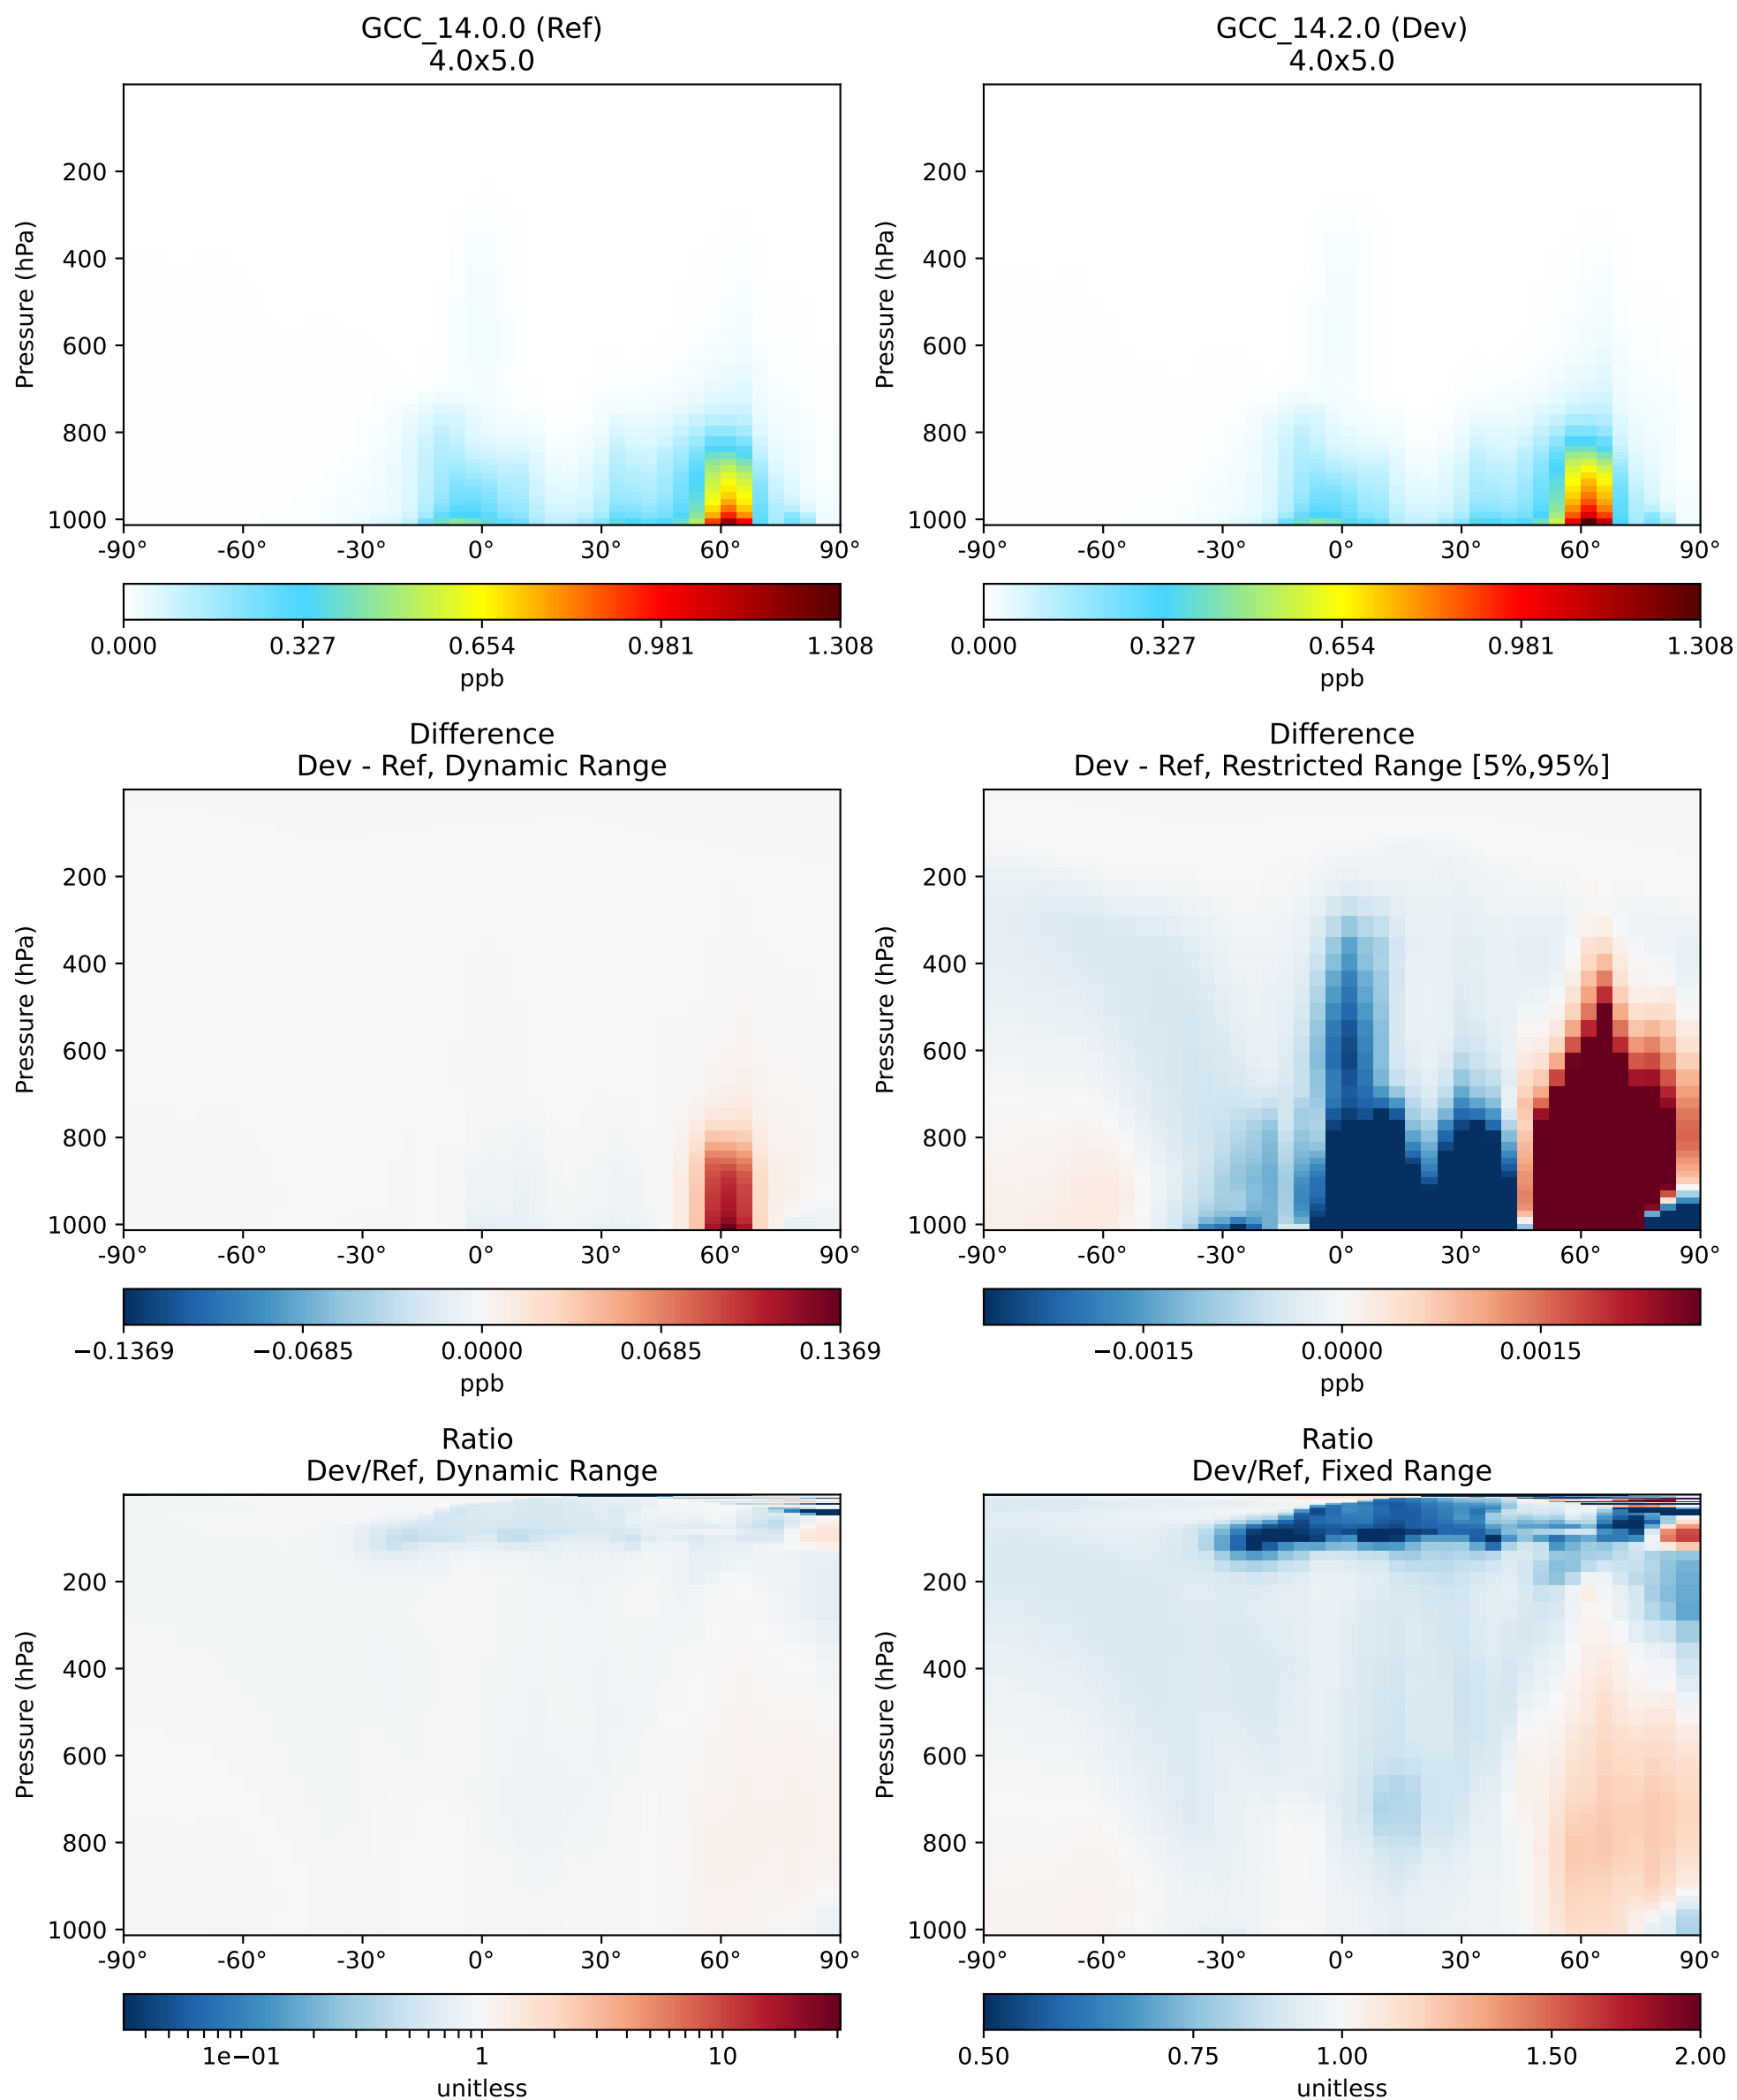 GCC_14.0.0 (Ref)
4.0x5.0
Pressure (hPa)
200
400
600
800
1000
-90° -60° -30° 0° 30° 60° 90°
0.000 0.327 0.654 0.981 1.308
ppb
GCC_14.2.0 (Dev)
4.0x5.0
Pressure (hPa)
200
400
600
800
1000
-90° -60° -30° 0° 30° 60° 90°
0.000 0.327 0.654 0.981 1.308
ppb
Difference
Dev - Ref, Dynamic Range
Pressure (hPa)
200
400
600
800
1000
-90° -60° -30° 0° 30° 60° 90°
−0.1369 −0.0685 0.0000 0.0685 0.1369
ppb
Difference
Dev - Ref, Restricted Range [5%,95%]
Pressure (hPa)
200
400
600
800
1000
-90° -60° -30° 0° 30° 60° 90°
−0.0015 0.0000 0.0015
ppb
Ratio
Dev/Ref, Dynamic Range
Pressure (hPa)
200
400
600
800
1000
-90° -60° -30° 0° 30° 60° 90°
1e−01 1 10
unitless
Ratio
Dev/Ref, Fixed Range
Pressure (hPa)
200
400
600
800
1000
-90° -60° -30° 0° 30° 60° 90°
0.50 0.75 1.00 1.50 2.00
unitless